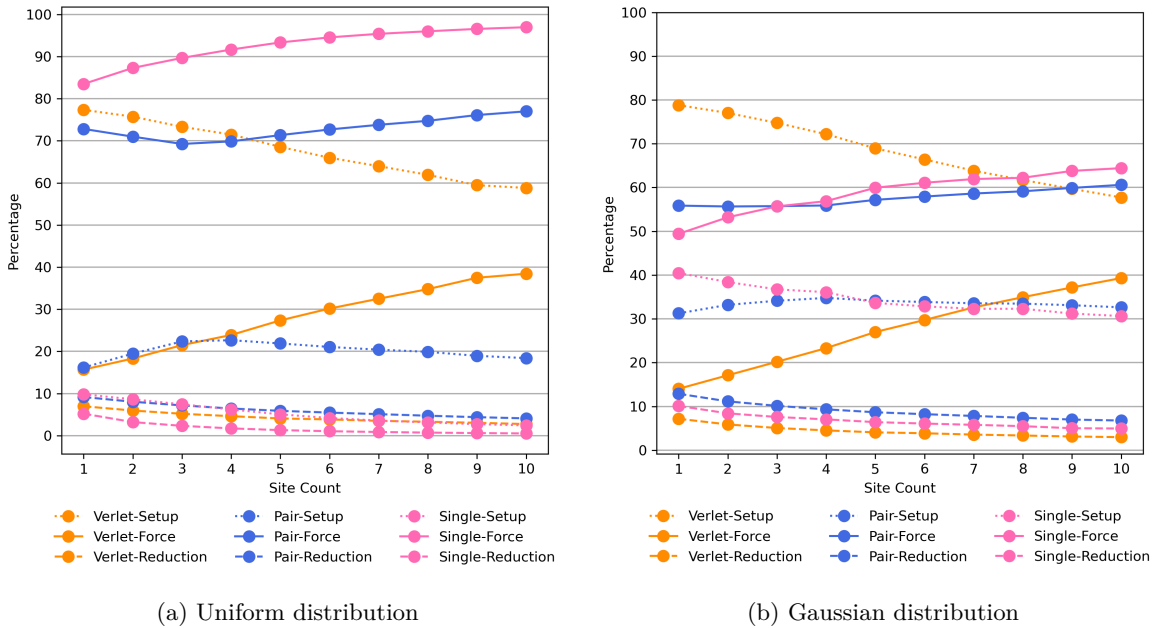 100
90
80
70
60
50
40
30
20
10
0
Percentage
1 2 3 4 5 6 7 8 9 10
Site Count
Verlet-Setup Pair-Setup Single-Setup
Verlet-Force Pair-Force Single-Force
Verlet-Reduction Pair-Reduction Single-Reduction
(a) Uniform distribution
100
90
80
70
60
50
40
30
20
10
0
Percentage
1 2 3 4 5 6 7 8 9 10
Site Count
Verlet-Setup Pair-Setup Single-Setup
Verlet-Force Pair-Force Single-Force
Verlet-Reduction Pair-Reduction Single-Reduction
(b) Gaussian distribution